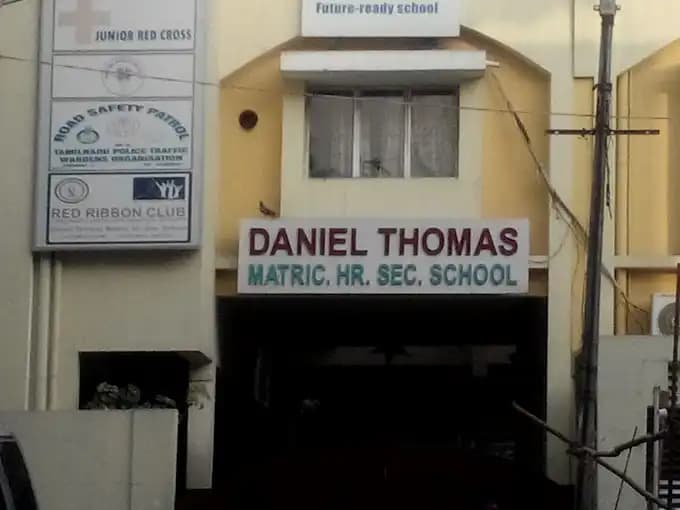 JUNIOR RED CROSS
ROAD SAFETY PATROL
TAMILNADU POLICE TRAFFIC
WARDENS ORGANISATION
RED RIBBON CLUB
Future-ready school
DANIEL THOMAS
MATRIC. HR. SEC. SCHOOL